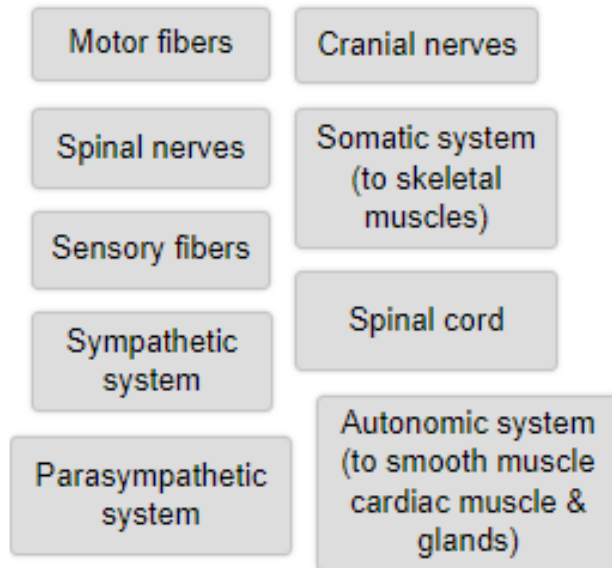 Motor fibers
Cranial nerves
Spinal nerves
Somatic system
(to skeletal
muscles)
Sensory fibers
Spinal cord
Sympathetic
system
Autonomic system
(to smooth muscle
cardiac muscle &
glands)
Parasympathetic
system